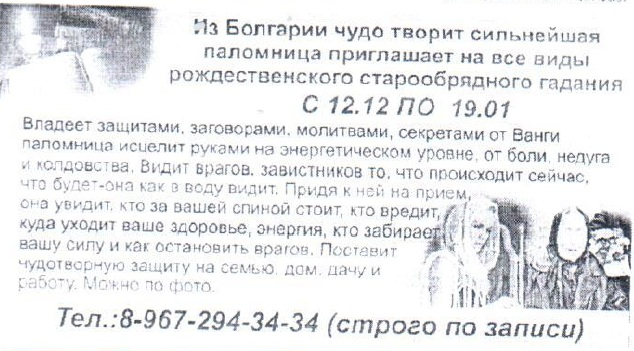 Из Болгарии чудо творит сильнейшая
паломница приглашает на все виды
рождественского старообрядного гадания
С 12.12 ПО 19.01
Владеет защитами, заговорами, молитвами, секретами от Ванги
паломница исцелит руками на энергетическом уровне, от боли, недуга
и колдовства. Видит врагов, завистников то, что происходит сейчас,
что будет-она как в воду видит. Придя к ней на прием,
она увидит, кто за вашей спиной стоит, кто вредит,
куда уходит ваше здоровье, энергия, кто забирает
вашу силу и как остановить врагов. Поставит
чудотворную защиту на семью, дом, дачу и
работу. Можно по фото.
Тел.:8-967-294-34-34 (строго по записи)